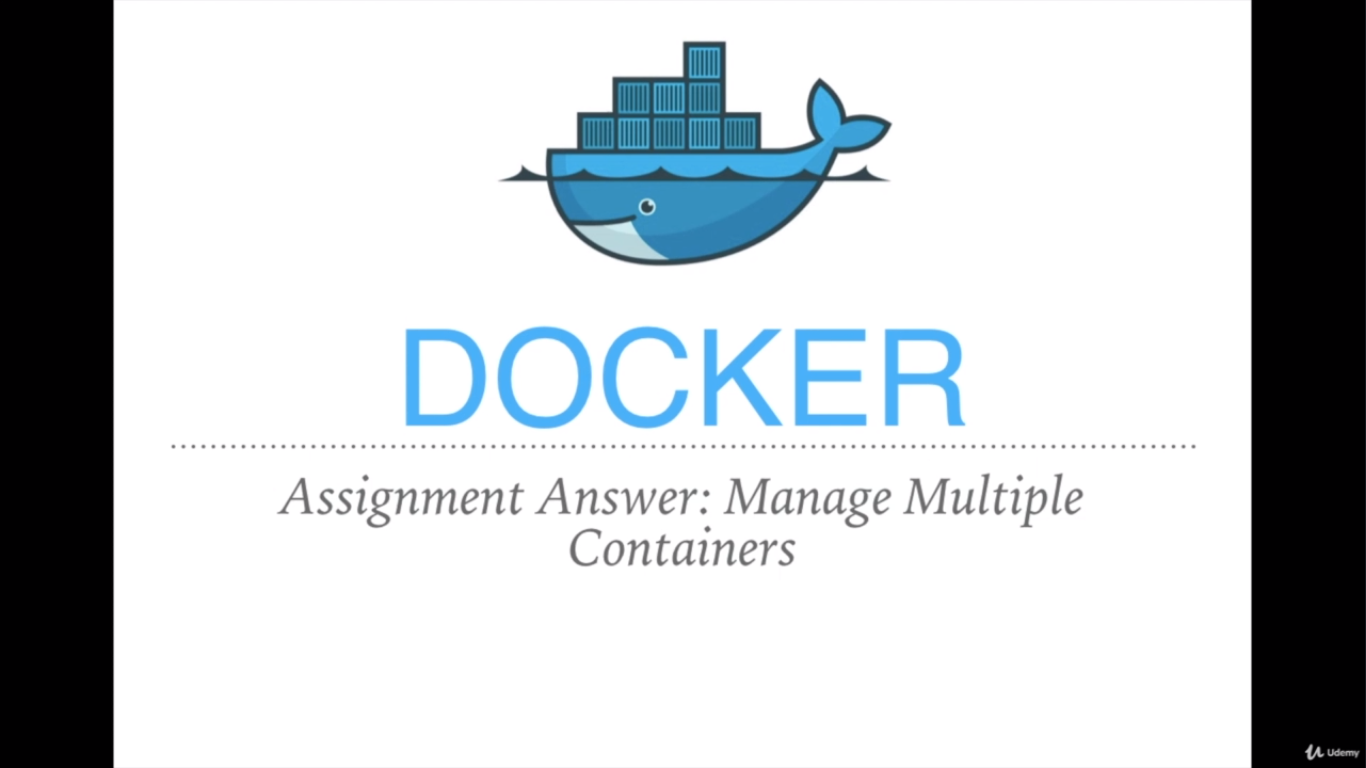 DOCKER
Assignment Answer: Manage Multiple
Containers
Udemy